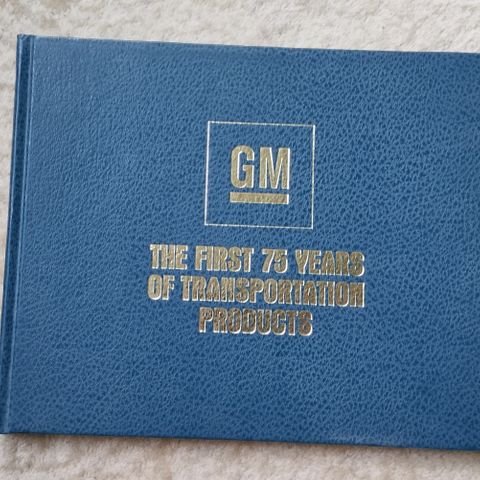 GM
THE FIRST 75 YEARS
OF TRANSPORTATION
PRODUCTS